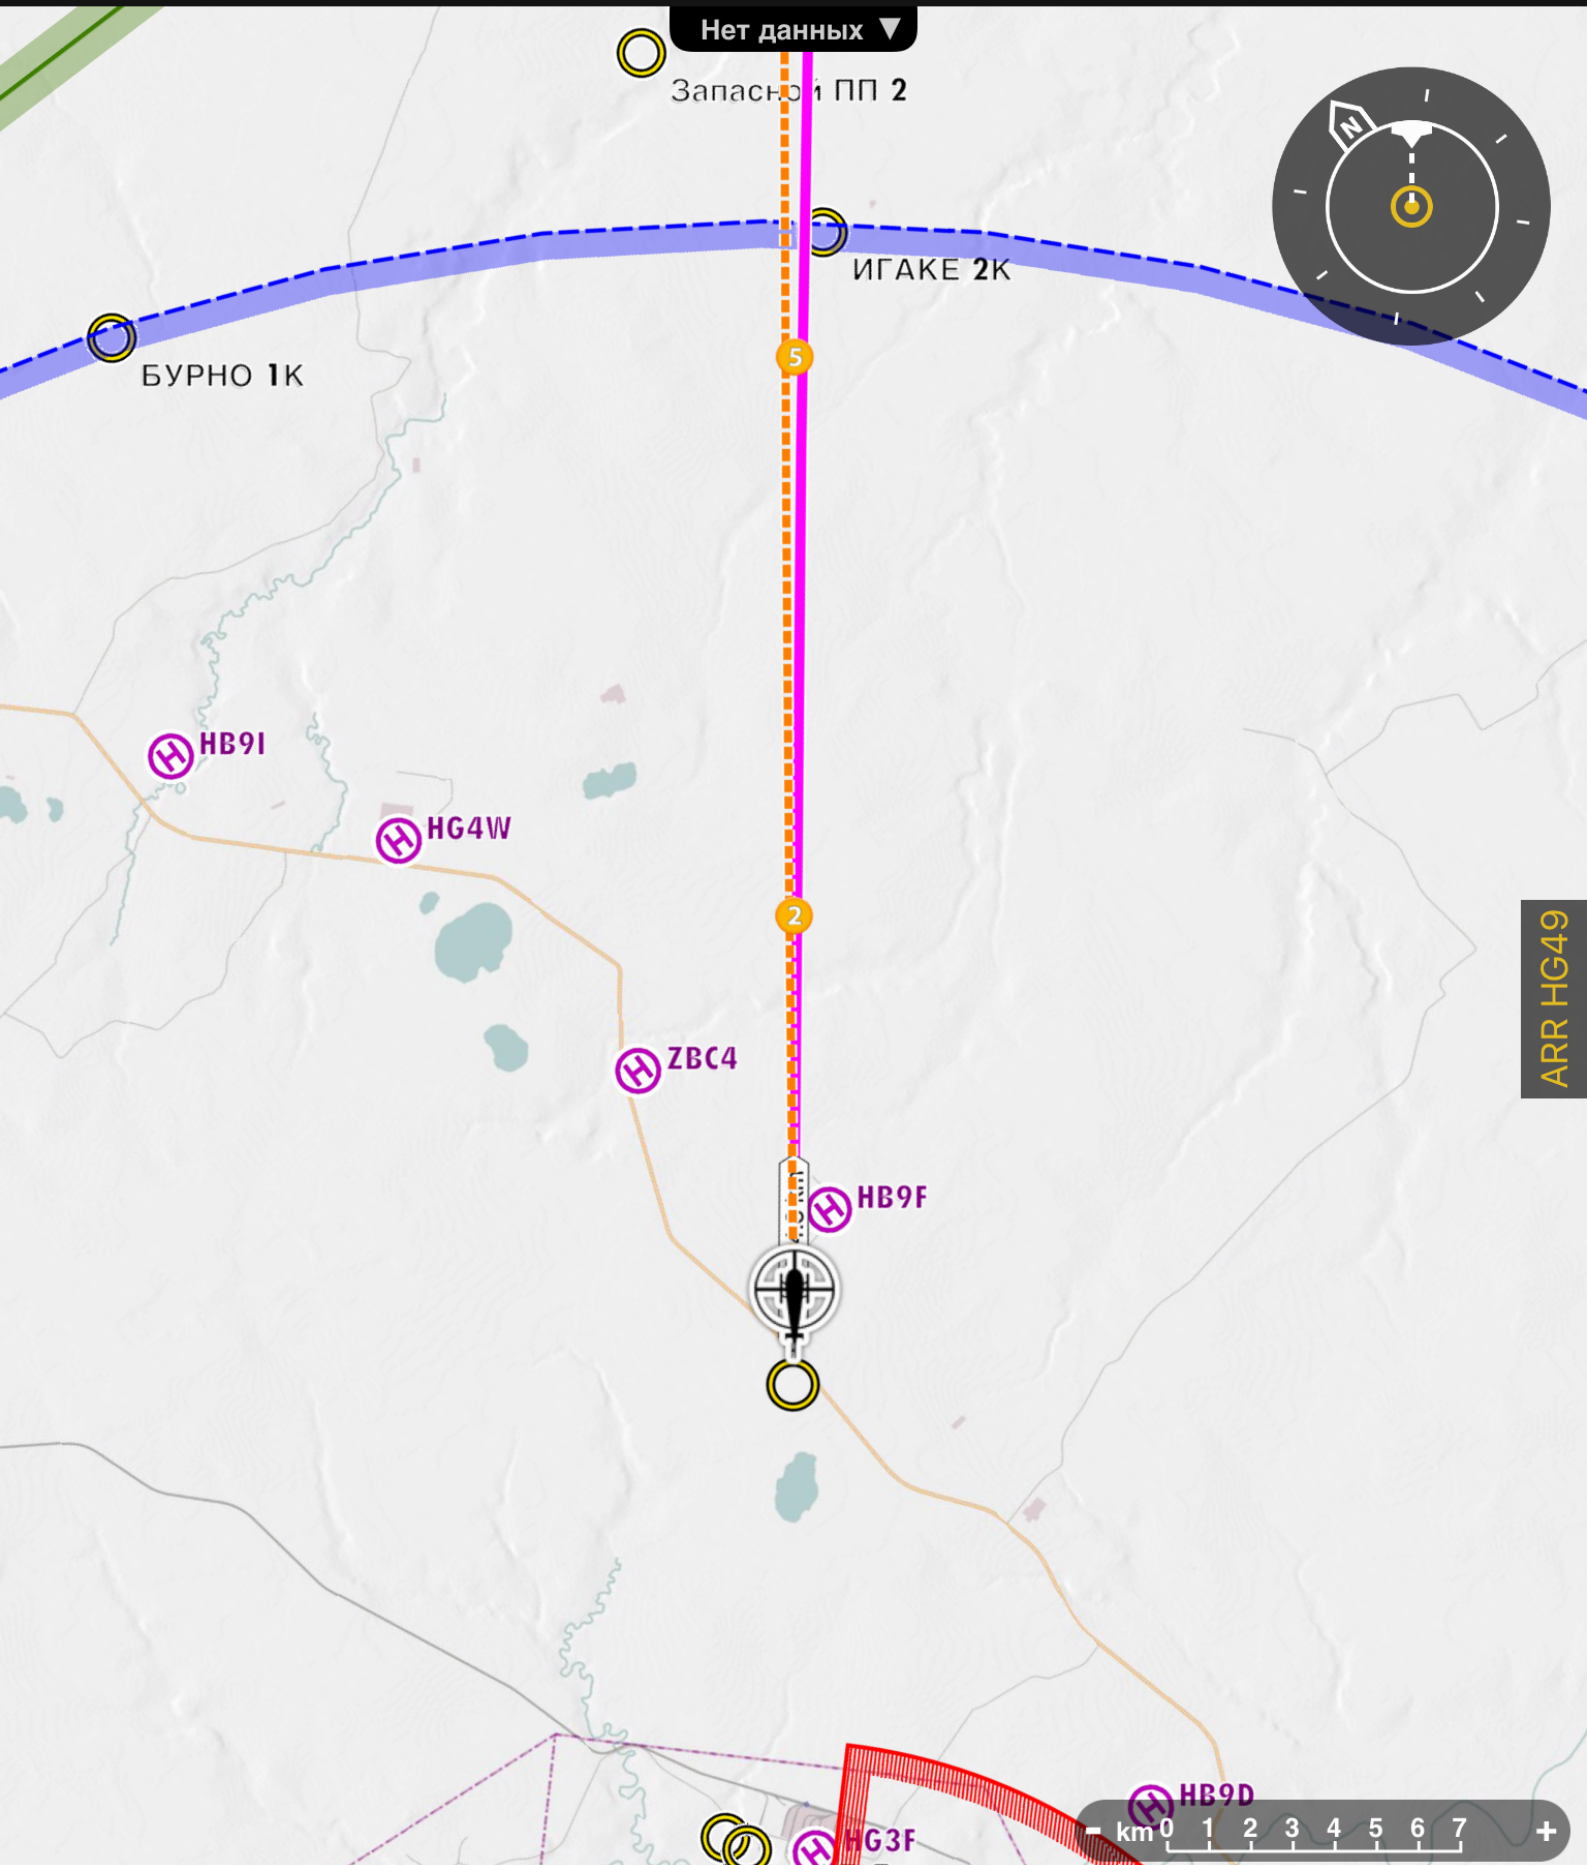 Нет данных ▼
Запасной ПП 2
N
ИГАКЕ 2К
5
БУРНО 1К
HB9I
HG4W
2
ARR HG49
ZBC4
HB9F
HB9D
km 0 1 2 3 4 5 6 7
- +
HG3F